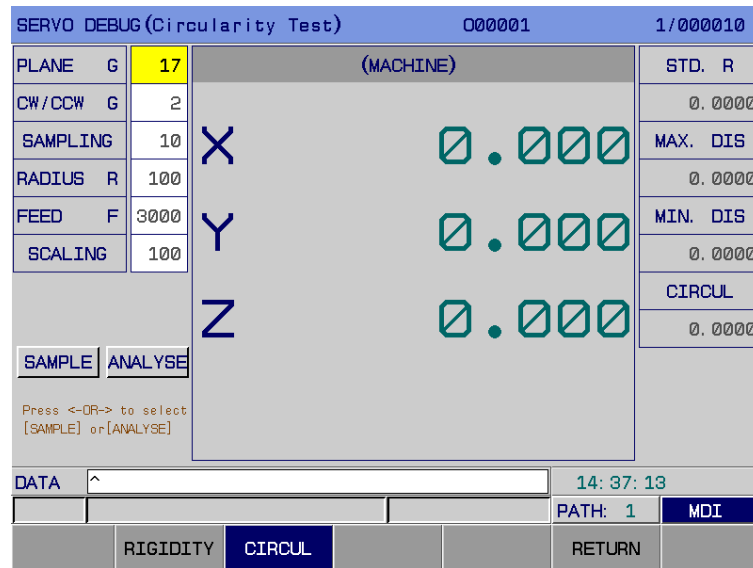 SERVO DEBUG(Circularity Test) O00001 1/000010
PLANE G 17
CW/CCW G 2
SAMPLING 10
RADIUS R 100
FEED F 3000
SCALING 100
SAMPLE ANALYSE
Press <-OR-> to select
[SAMPLE] or[ANALYSE]
(MACHINE)
X 0.000
Y 0.000
Z 0.000
STD. R
0.0000
MAX. DIS
0.0000
MIN. DIS
0.0000
CIRCUL
0.0000
DATA ^ 14:37:13
PATH: 1 MDI
RIGIDITY CIRCUL RETURN